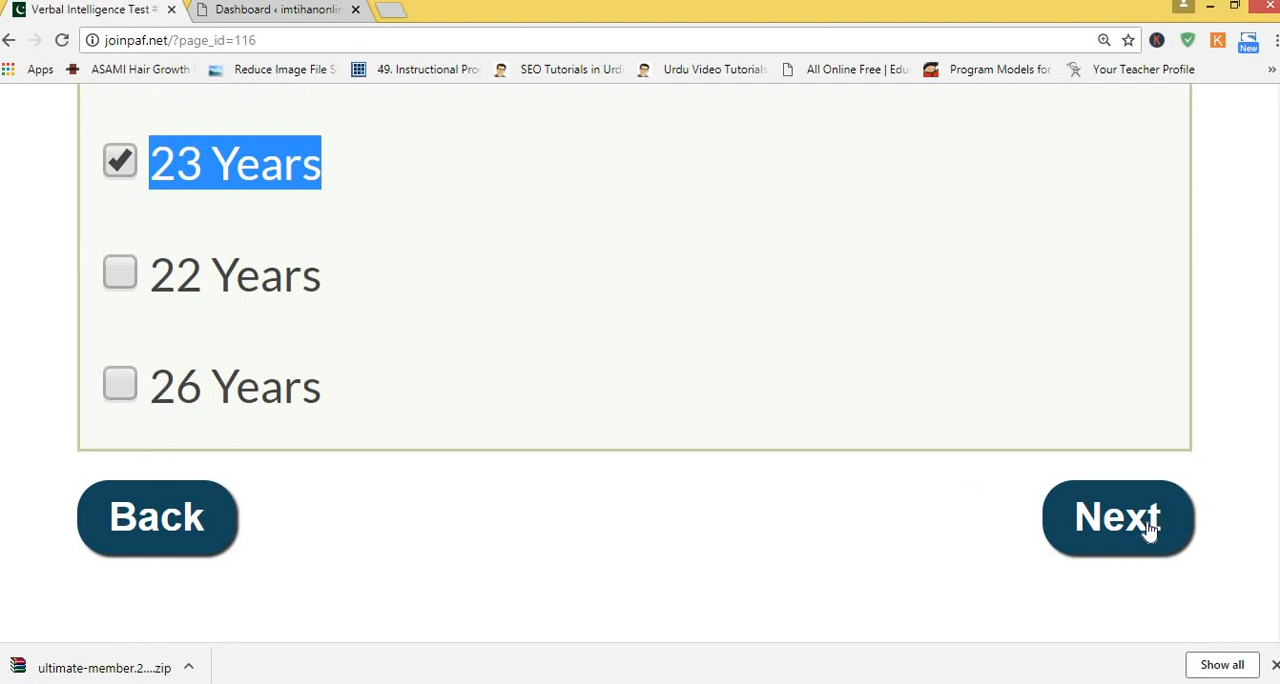 Verbal Intelligence Test
Dashboard ‹ imtihanonlin
joinpaf.net/?page_id=116
New
Apps
ASAMI Hair Growth
Reduce Image File S
49. Instructional Pro
SEO Tutorials in Urd
Urdu Video Tutorials
All Online Free | Edu
Program Models for
Your Teacher Profile
»
23 Years
22 Years
26 Years
Back
Next
ultimate-member.2....zip
Show all